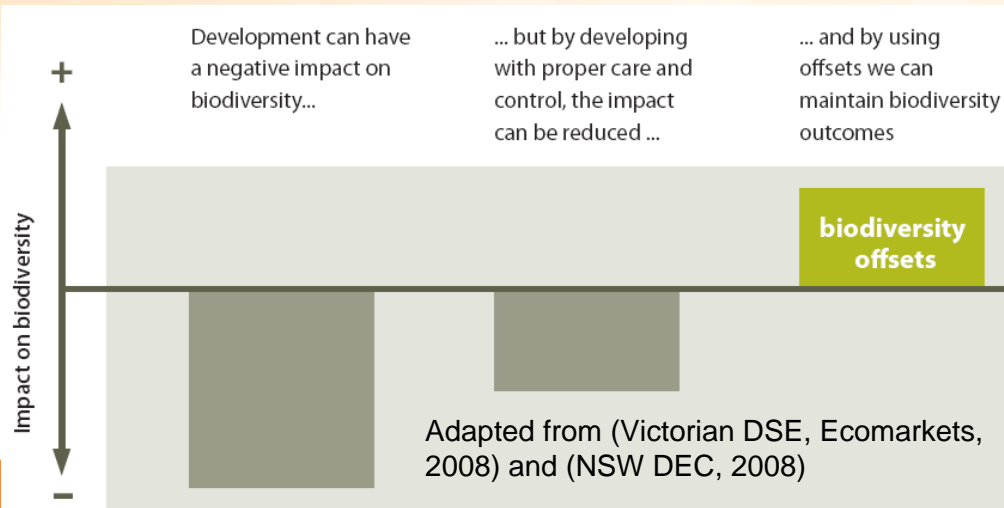 Development can have
a negative impact on
biodiversity...
... but by developing
with proper care and
control, the impact
can be reduced ...
... and by using
offsets we can
maintain biodiversity
outcomes
+
Impact on biodiversity
–
biodiversity
offsets
Adapted from (Victorian DSE, Ecomarkets,
2008) and (NSW DEC, 2008)